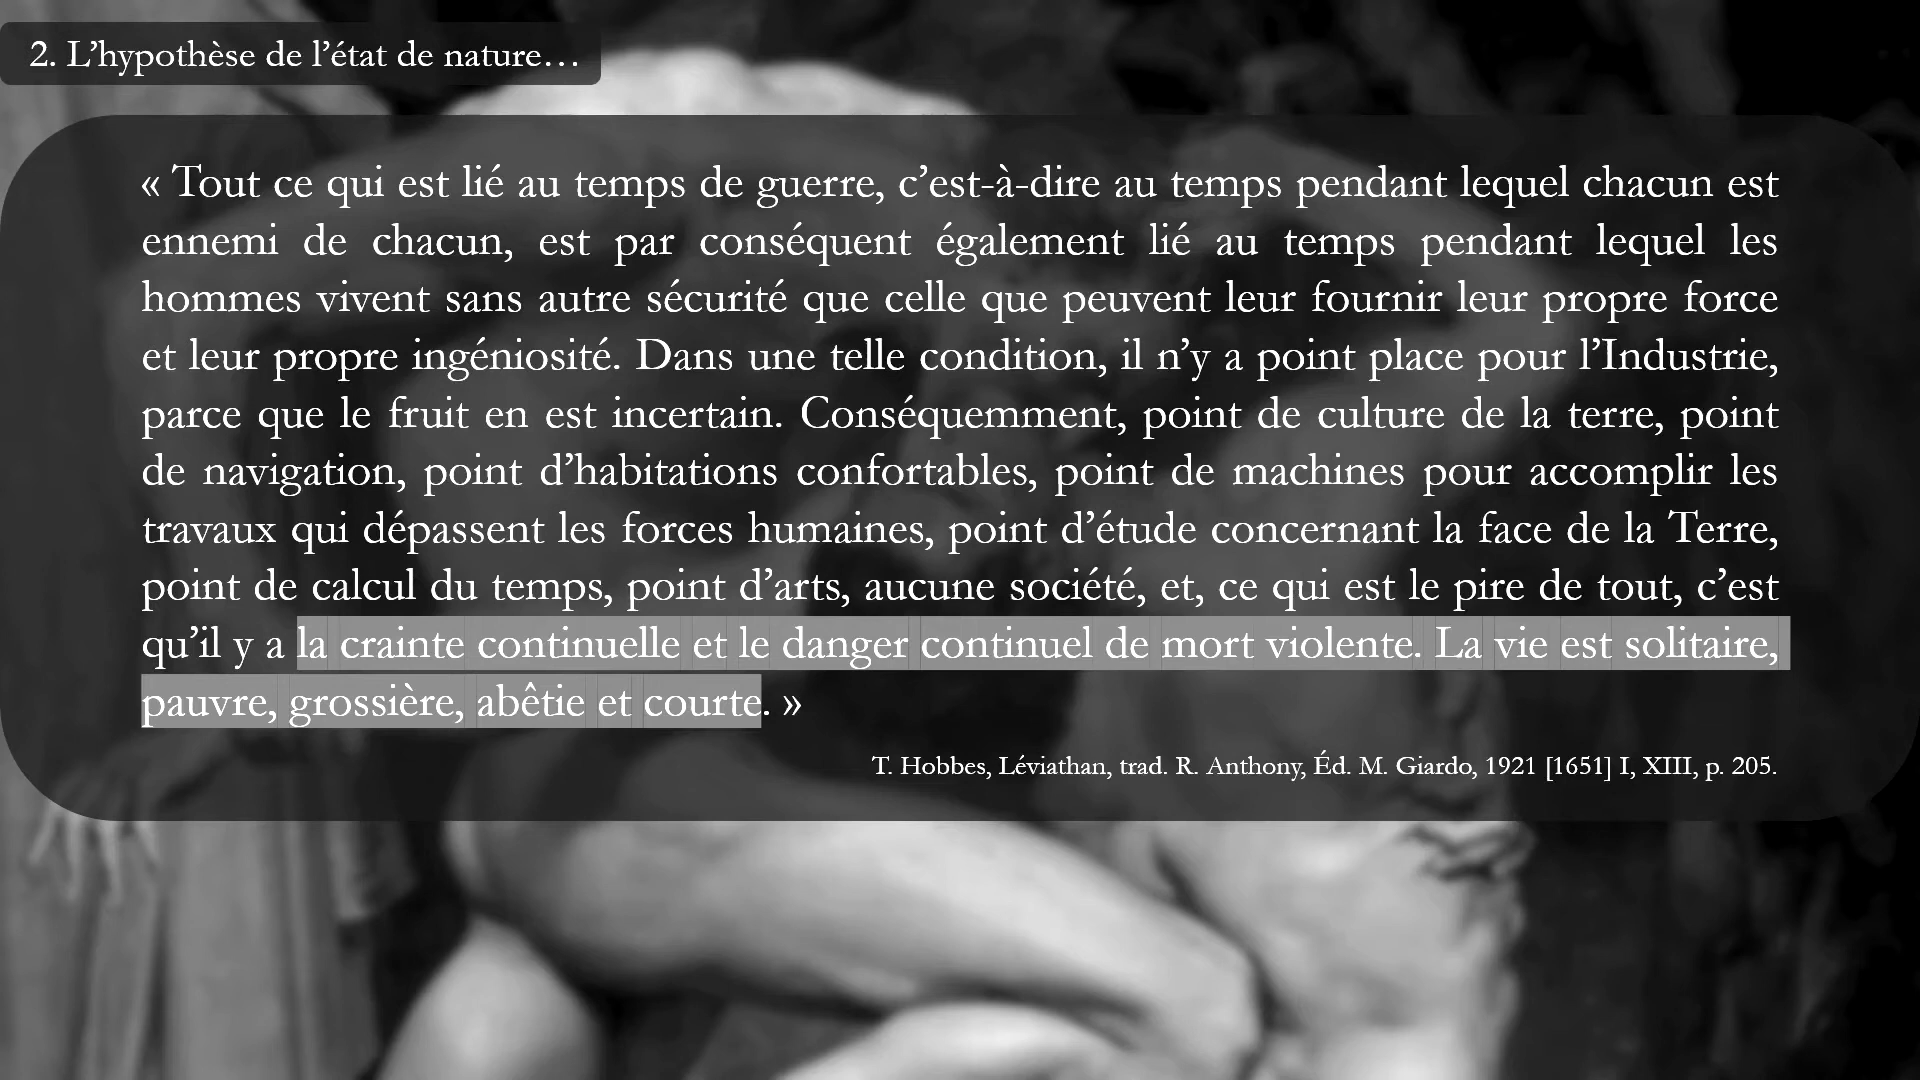 2. L’hypothèse de l’état de nature…
« Tout ce qui est lié au temps de guerre, c’est-à-dire au temps pendant lequel chacun est
ennemi de chacun, est par conséquent également lié au temps pendant lequel les
hommes vivent sans autre sécurité que celle que peuvent leur fournir leur propre force
et leur propre ingéniosité. Dans une telle condition, il n’y a point place pour l’Industrie,
parce que le fruit en est incertain. Conséquemment, point de culture de la terre, point
de navigation, point d’habitations confortables, point de machines pour accomplir les
travaux qui dépassent les forces humaines, point d’étude concernant la face de la Terre,
point de calcul du temps, point d’arts, aucune société, et, ce qui est le pire de tout, c’est
qu’il y a la crainte continuelle et le danger continuel de mort violente. La vie est solitaire,
pauvre, grossière, abêtie et courte. »
T. Hobbes, Léviathan, trad. R. Anthony, Éd. M. Giardo, 1921 [1651] I, XIII, p. 205.